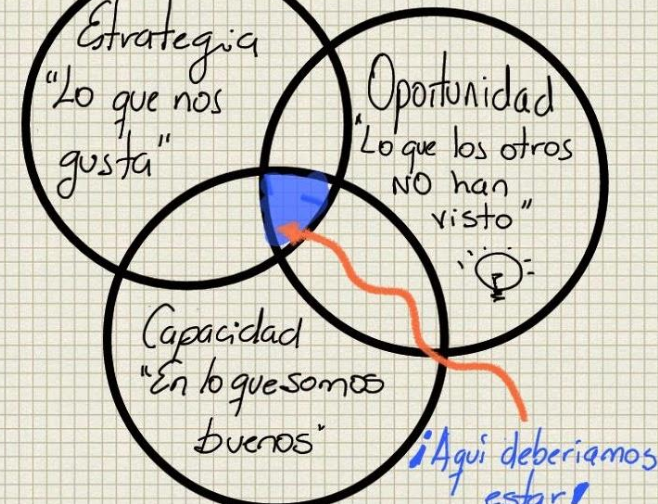 Estrategia
"Lo que nos
gusta"
Oportunidad
"Lo que los otros
NO han
visto"
Capacidad
"En lo que somos
buenos"
¡Aqui deberiamos
estar!